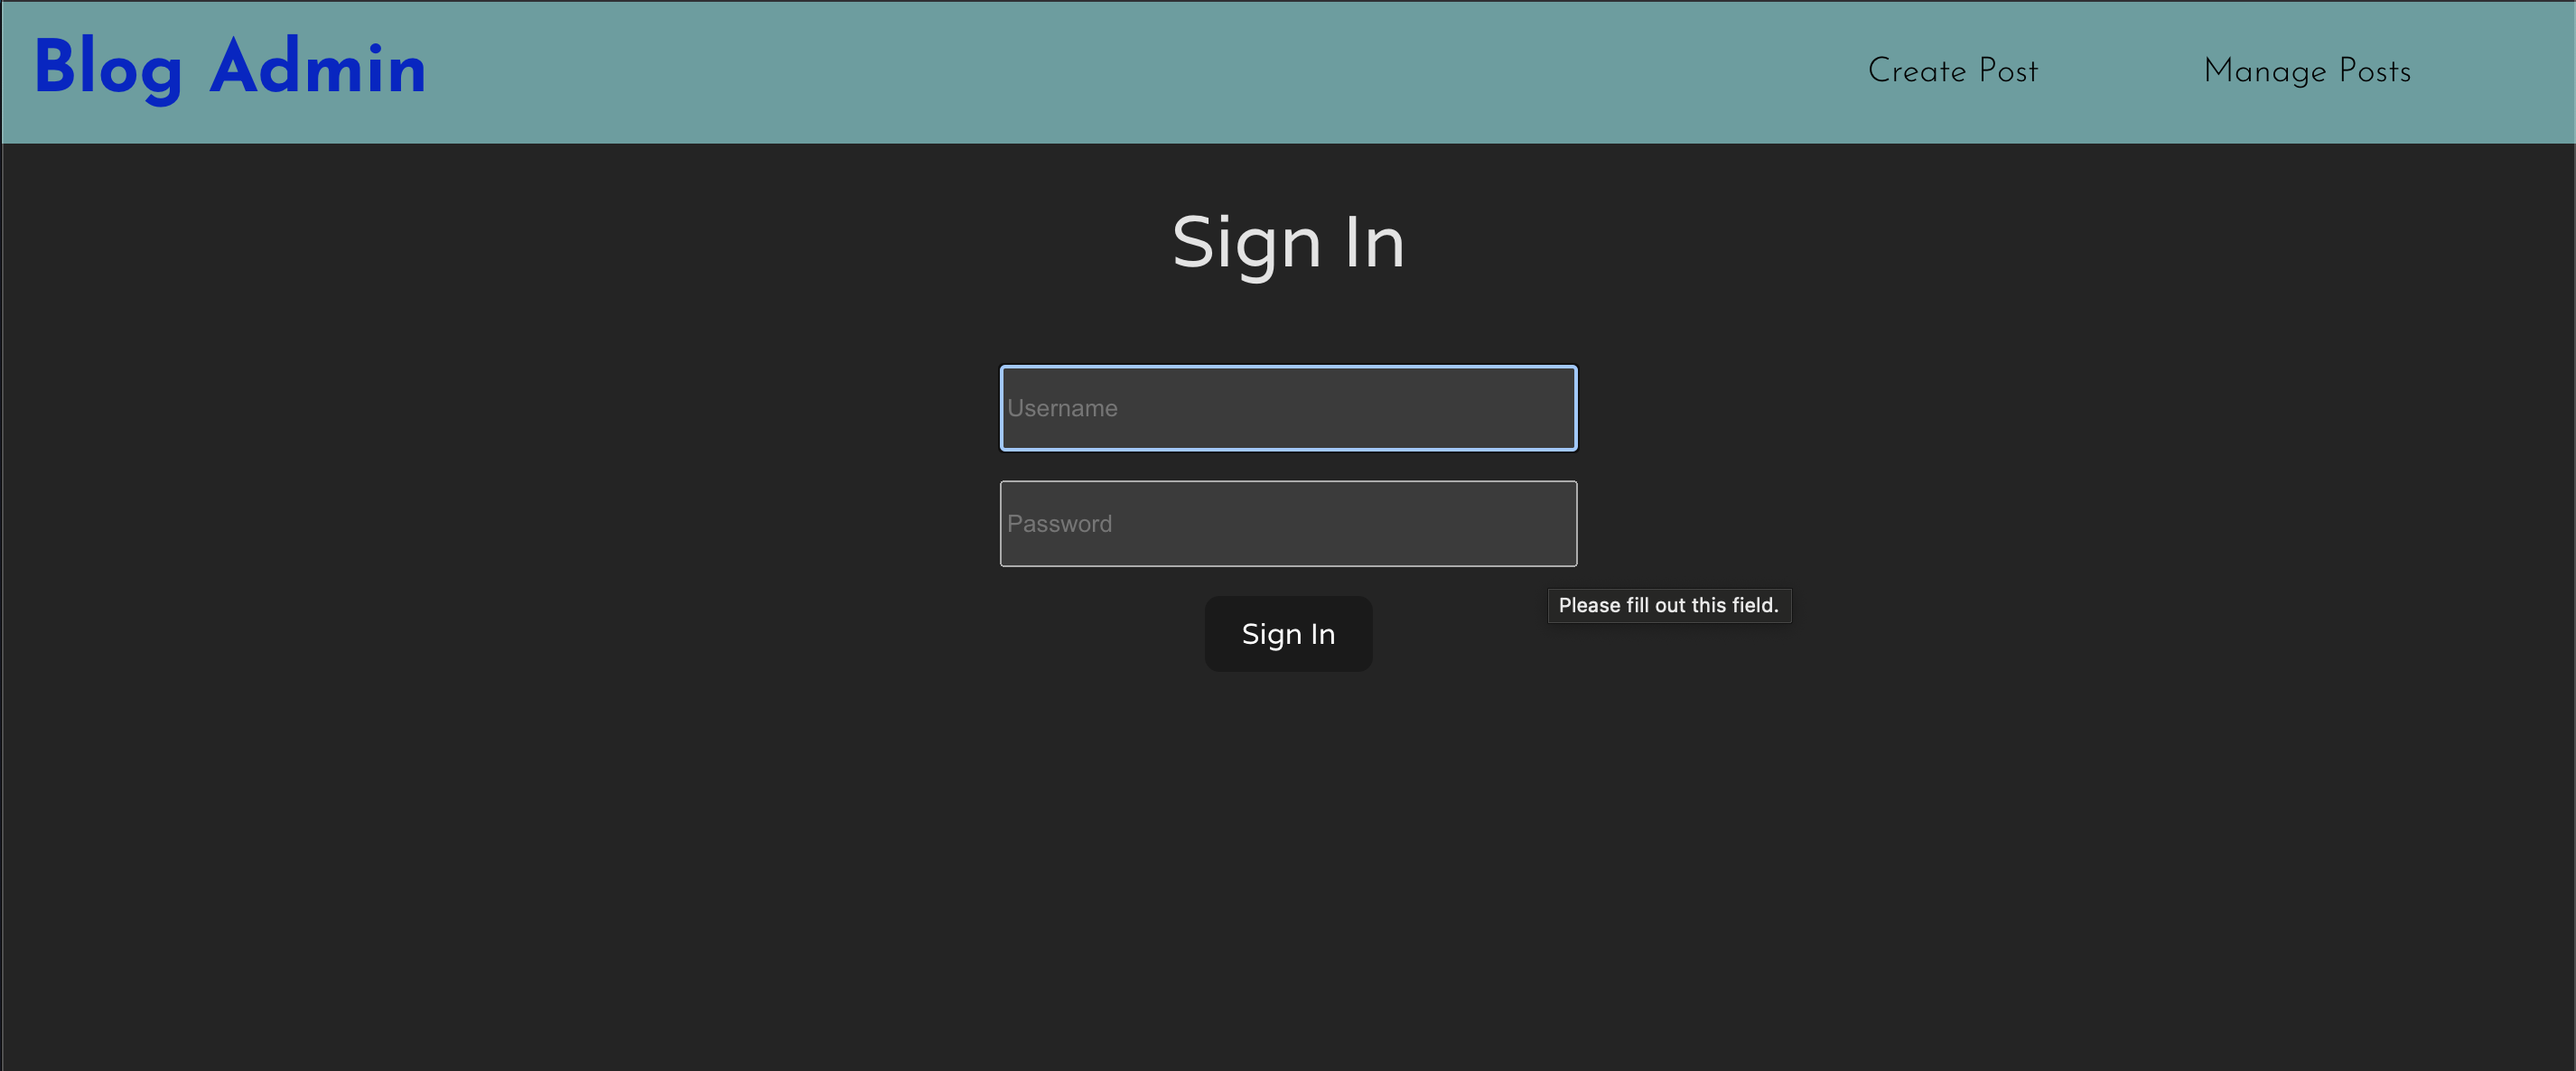 Blog Admin
Create Post
Manage Posts
Sign In
Username
Password
Please fill out this field.
Sign In